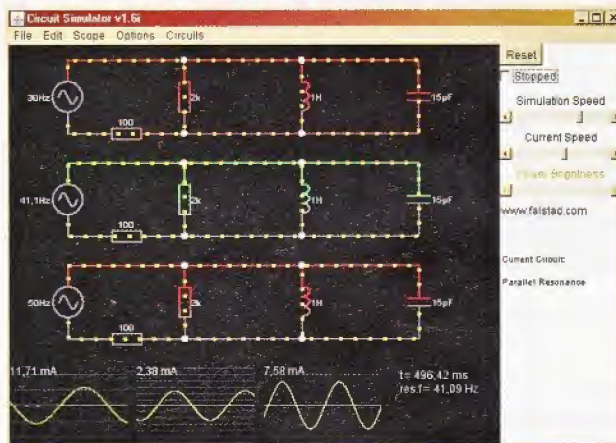 Circuit Simulator v1.6i
File Edit Scope Options Circuits
Reset
Stopped
Simulation Speed
Current Speed
Power Brightness
www.falstad.com
Current Circuit:
Parallel Resonance
30Hz
100
2k
1H
15µF
41,1Hz
100
2k
1H
15µF
50Hz
100
2k
1H
15µF
11,71 mA
2,38 mA
7,58 mA
t= 496,42 ms
res.f= 41,09 Hz